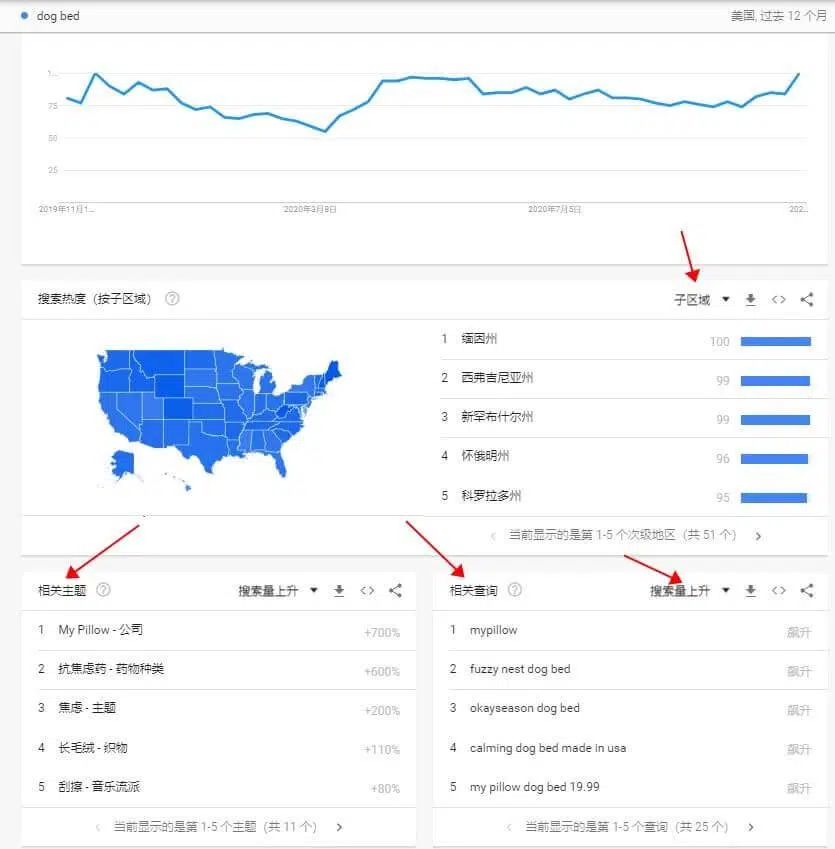 dog bed
美国, 过去 12 个月
1...
75
50
25
2019年11月1...
2020年3月8日
2020年7月5日
202...
搜索热度（按子区域）
子区域
1 缅因州 100
2 西弗吉尼亚州 99
3 新罕布什尔州 99
4 怀俄明州 96
5 科罗拉多州 95
当前显示的是第 1-5 个次级地区（共 51 个）
相关主题
搜索量上升
1 My Pillow - 公司 +700%
2 抗焦虑药 - 药物种类 +600%
3 焦虑 - 主题 +200%
4 长毛绒 - 织物 +110%
5 刮擦 - 音乐流派 +80%
当前显示的是第 1-5 个主题（共 11 个）
相关查询
搜索量上升
1 mypillow 飙升
2 fuzzy nest dog bed 飙升
3 okayseason dog bed 飙升
4 calming dog bed made in usa 飙升
5 my pillow dog bed 19.99 飙升
当前显示的是第 1-5 个查询（共 25 个）